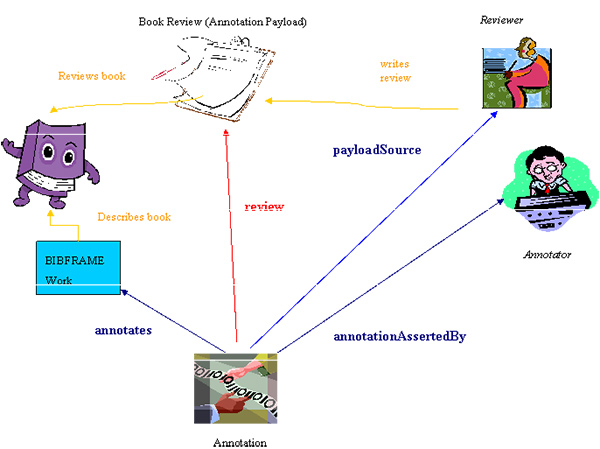 Book Review (Annotation Payload)
Reviewer
Reviews book
writes
review
payloadSource
review
Describes book
BIBFRAME
Work
Annotator
annotates
annotationAssertedBy
Annotation